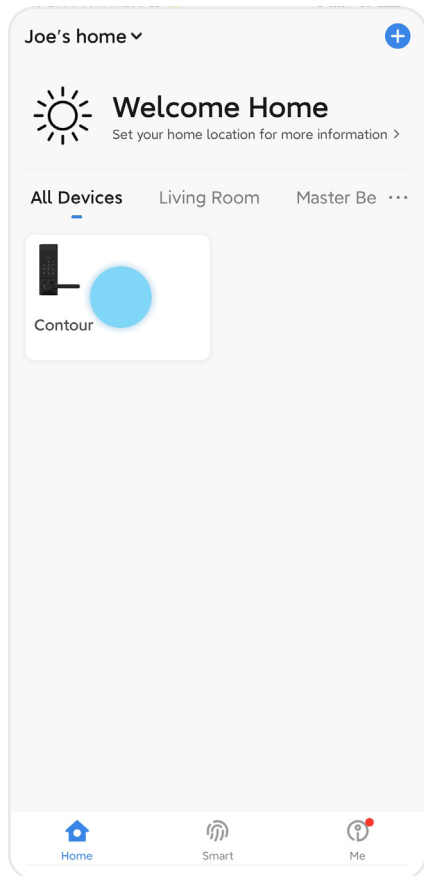 Joe's home
Welcome Home
Set your home location for more information >
All Devices Living Room Master Be ...
Contour
Home Smart Me